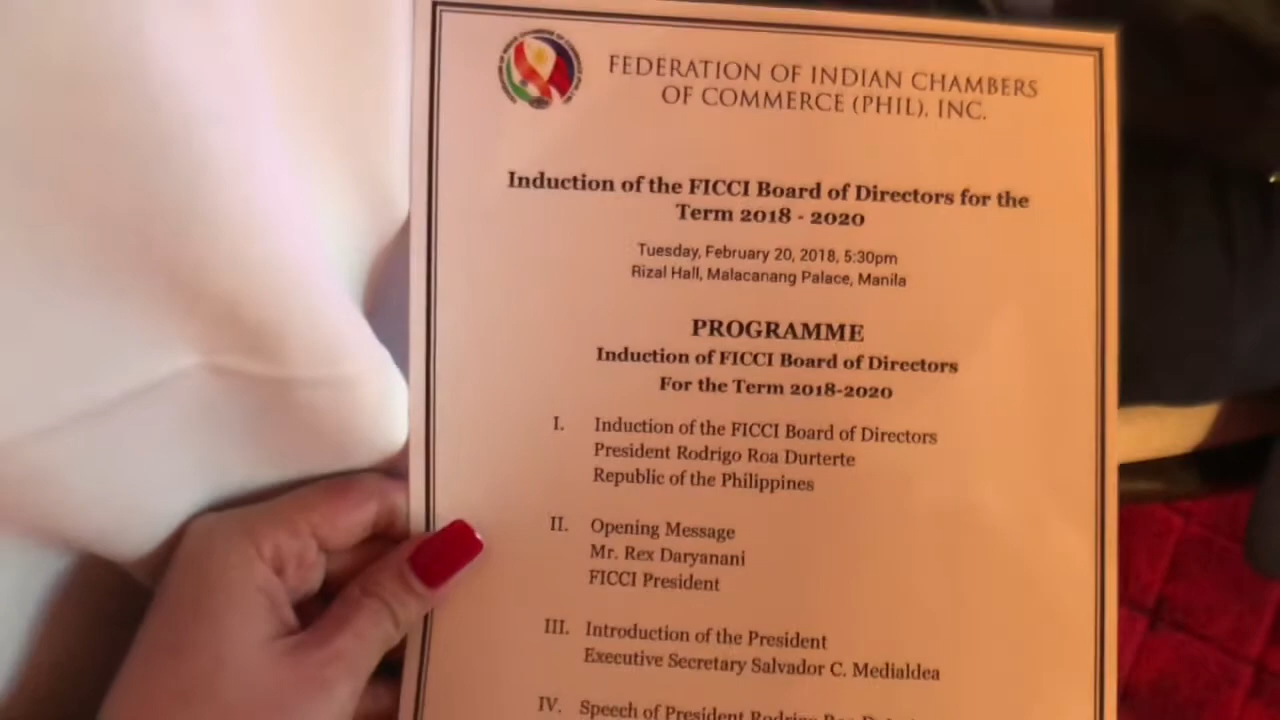 FEDERATION OF INDIAN CHAMBERS
OF COMMERCE (PHIL), INC.
Induction of the FICCI Board of Directors for the
Term 2018 - 2020
Tuesday, February 20, 2018, 5:30pm
Rizal Hall, Malacanang Palace, Manila
PROGRAMME
Induction of FICCI Board of Directors
For the Term 2018-2020
I. Induction of the FICCI Board of Directors
President Rodrigo Roa Durterte
Republic of the Philippines
II. Opening Message
Mr. Rex Daryanani
FICCI President
III. Introduction of the President
Executive Secretary Salvador C. Medialdea
IV. Speech of President Rodrigo Roa